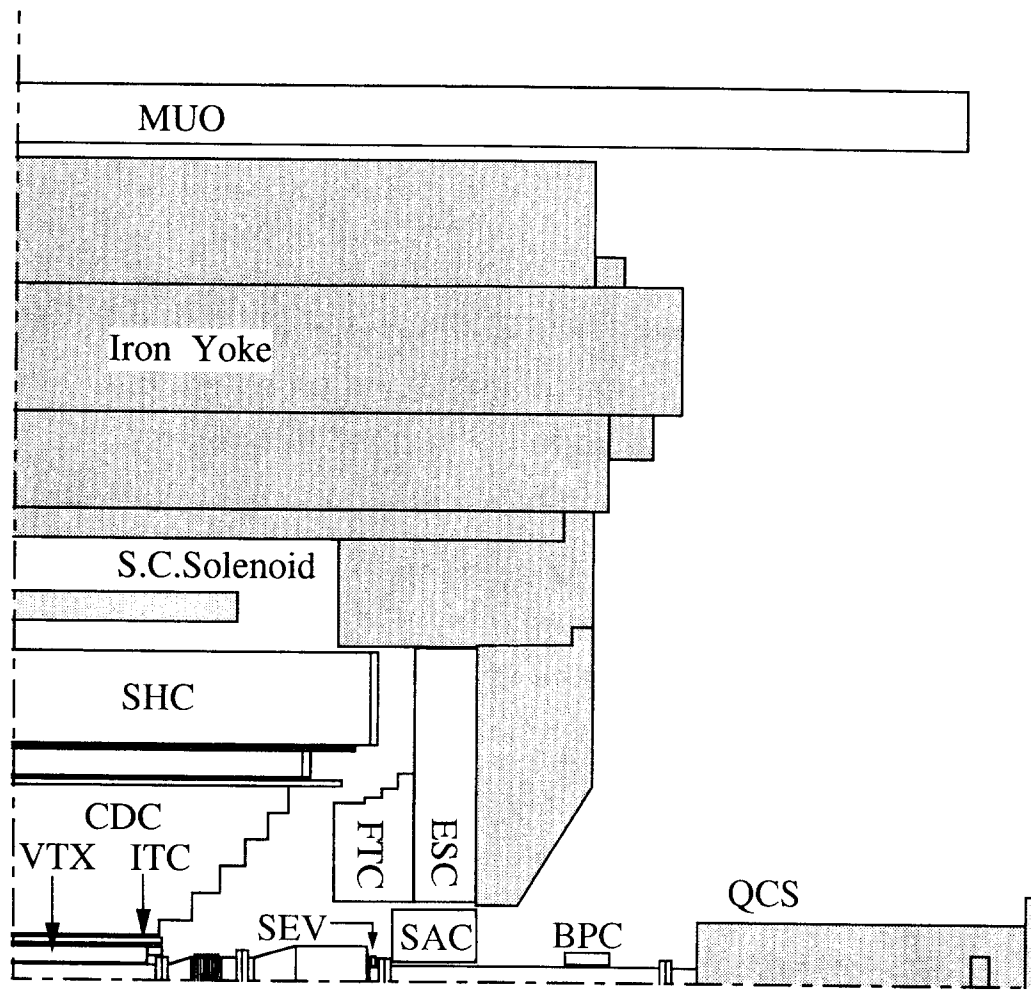 MUO
Iron Yoke
S.C.Solenoid
SHC
CDC
VTX
ITC
FTC
ESC
SEV
SAC
BPC
QCS